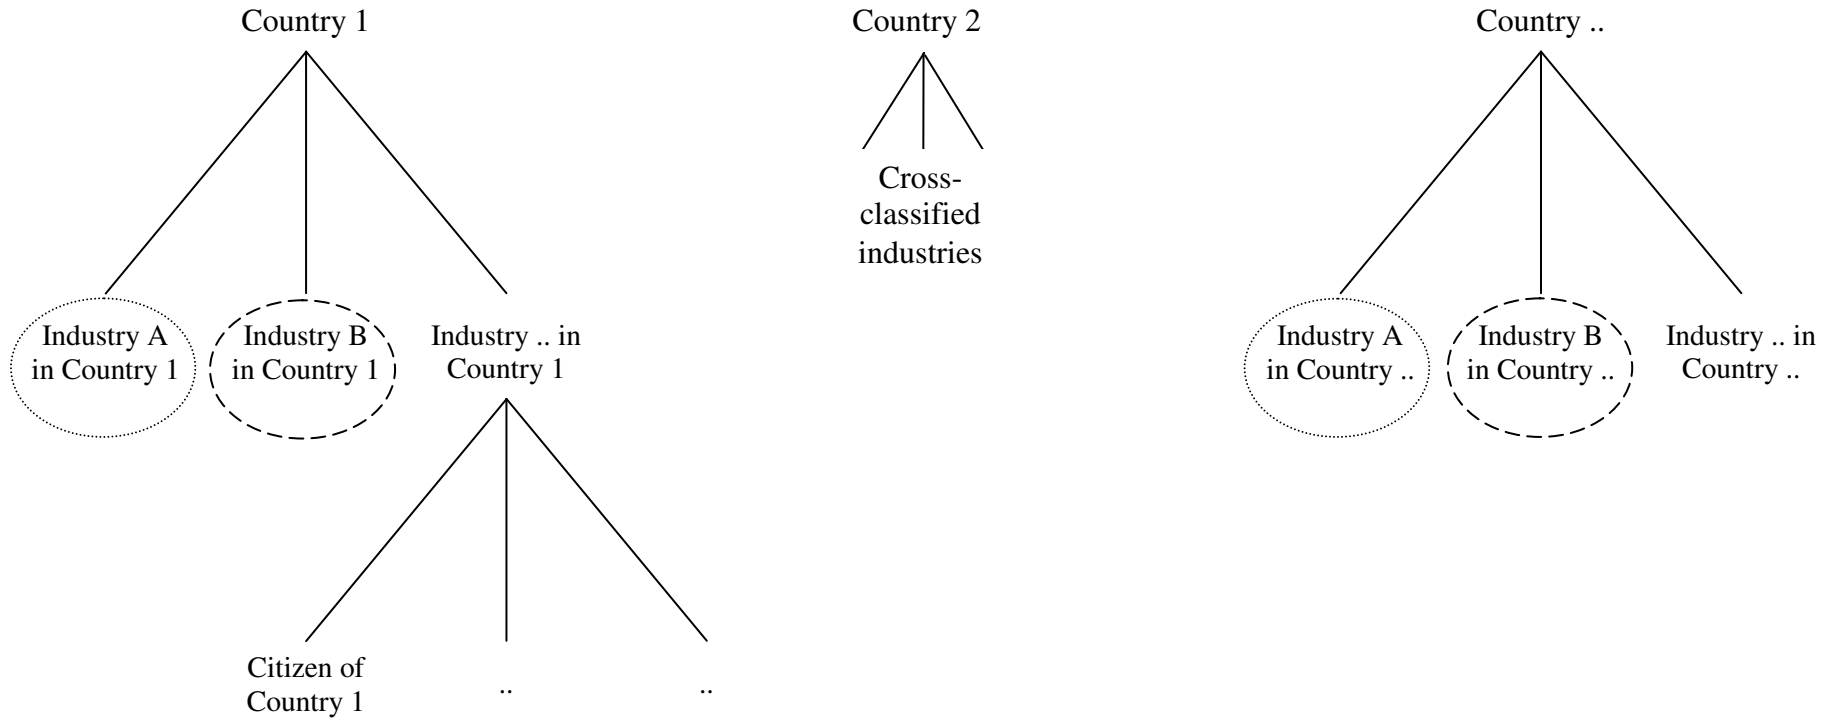 Country 1
Country 2
Country ..
Cross-
classified
industries
Industry A
in Country 1
Industry B
in Country 1
Industry .. in
Country 1
Industry A
in Country ..
Industry B
in Country ..
Industry .. in
Country ..
Citizen of
Country 1
..
..